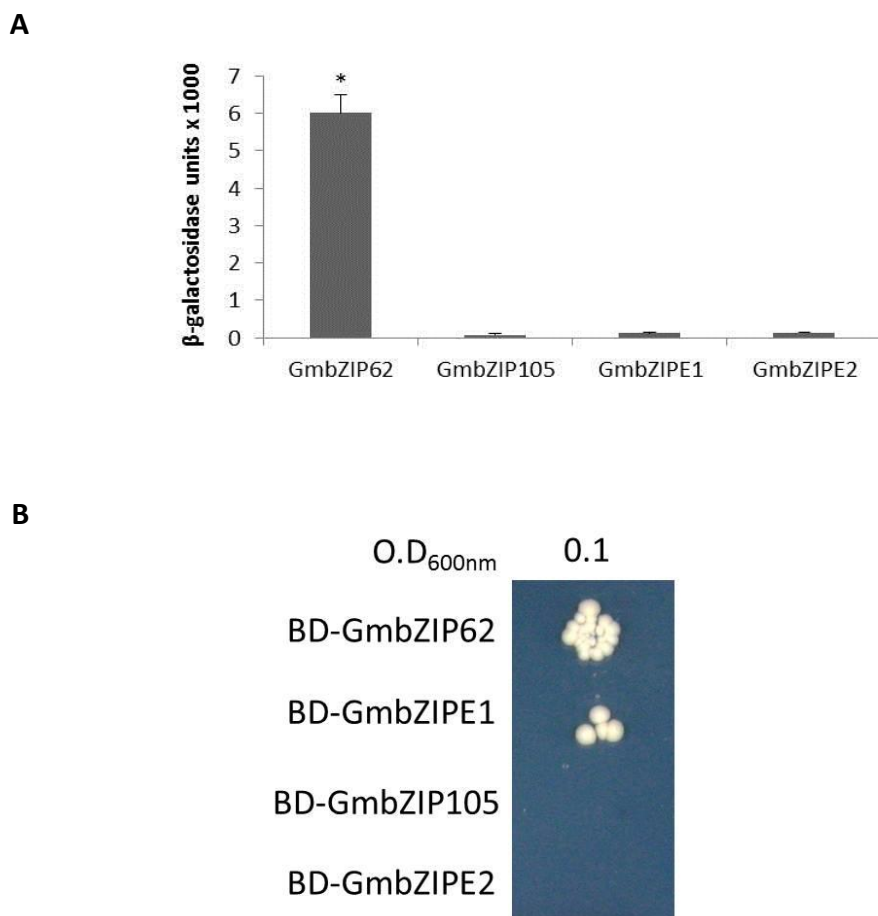 A
β-galactosidase units x 1000
7
6
5
4
3
2
1
0
*
GmbZIP62 GmbZIP105 GmbZIPE1 GmbZIPE2
B
O.D600nm 0.1
BD-GmbZIP62
BD-GmbZIPE1
BD-GmbZIP105
BD-GmbZIPE2